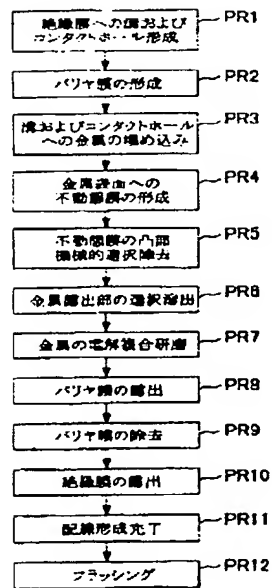 絶縁膜への溝および
コンタクトホール形成
PR1
バリヤ膜の形成
PR2
溝およびコンタクトホール
への金属の埋め込み
PR3
金属表面への
不動態膜の形成
PR4
不動態膜の凸部
機械的選択除去
PR5
金属露出部の選択溶出
PR6
金属の電解複合研磨
PR7
バリヤ膜の露出
PR8
バリヤ膜の除去
PR9
絶縁膜の露出
PR10
配線形成完了
PR11
フラッシング
PR12